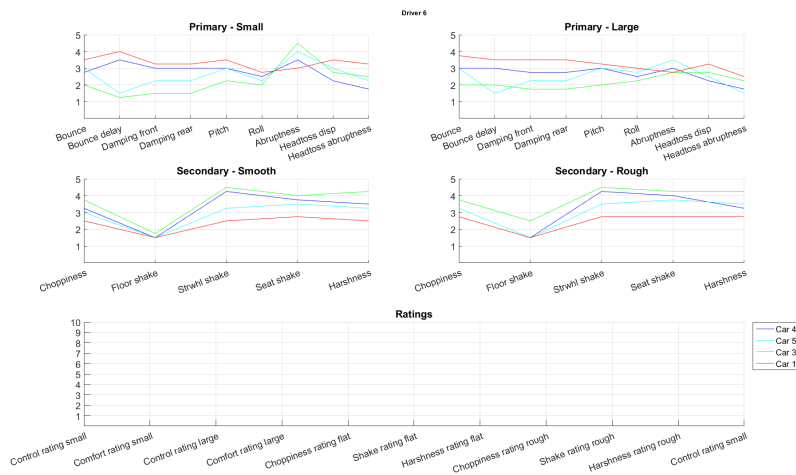 Driver 6
Primary - Small
5
4
3
2
1
Bounce
Bounce delay
Damping front
Damping rear
Pitch
Roll
Abruptness
Headtoss disp
Headtoss abruptness
Primary - Large
5
4
3
2
1
Bounce
Bounce delay
Damping front
Damping rear
Pitch
Roll
Abruptness
Headtoss disp
Headtoss abruptness
Secondary - Smooth
5
4
3
2
1
Choppiness
Floor shake
Strwhl shake
Seat shake
Harshness
Secondary - Rough
5
4
3
2
1
Choppiness
Floor shake
Strwhl shake
Seat shake
Harshness
Ratings
10
9
8
7
6
5
4
3
2
1
Control rating small
Comfort rating small
Control rating large
Comfort rating large
Choppiness rating flat
Shake rating flat
Harshness rating flat
Choppiness rating rough
Shake rating rough
Harshness rating rough
Control rating small
Car 4
Car 5
Car 3
Car 1